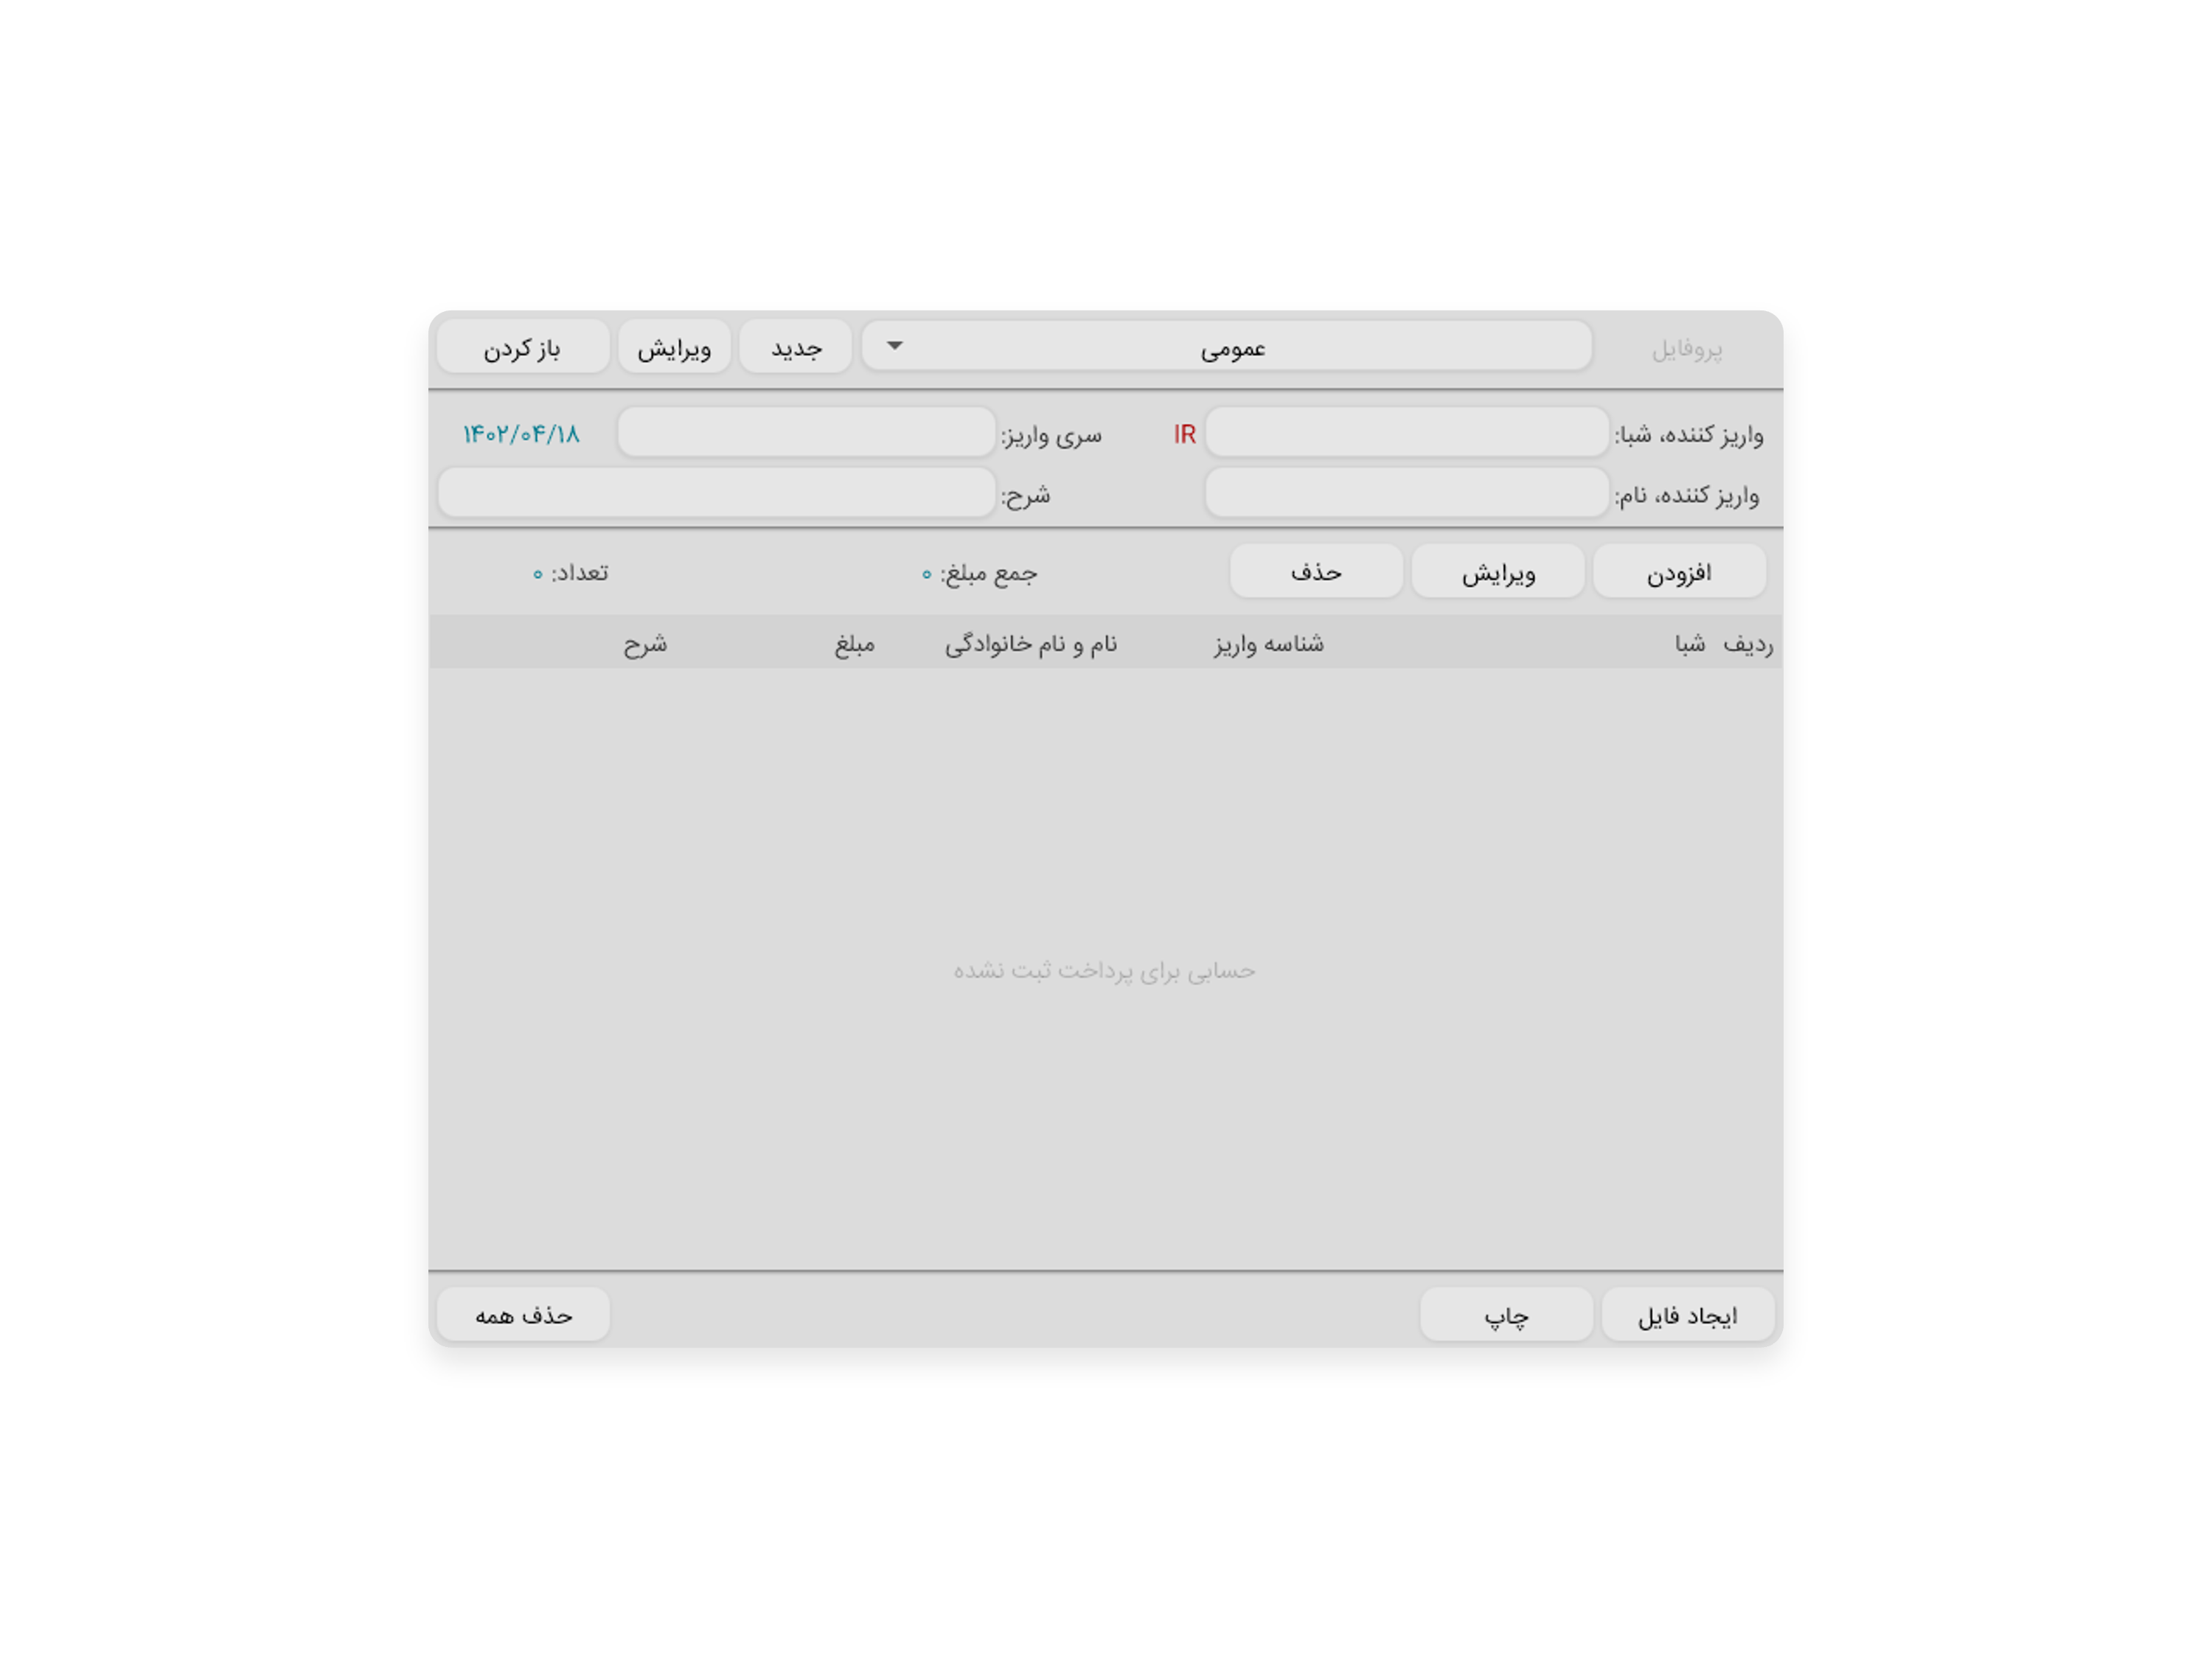 پروفایل عمومی جدید ویرایش باز کردن
واریز کننده، شبا: IR سری واریز: ۱۴۰۲/۰۴/۱۸
واریز کننده، نام: شرح:
افزودن ویرایش حذف جمع مبلغ: ۰ تعداد: ۰
ردیف شبا شناسه واریز نام و نام خانوادگی مبلغ شرح
حسابی برای پرداخت ثبت نشده
ایجاد فایل چاپ حذف همه